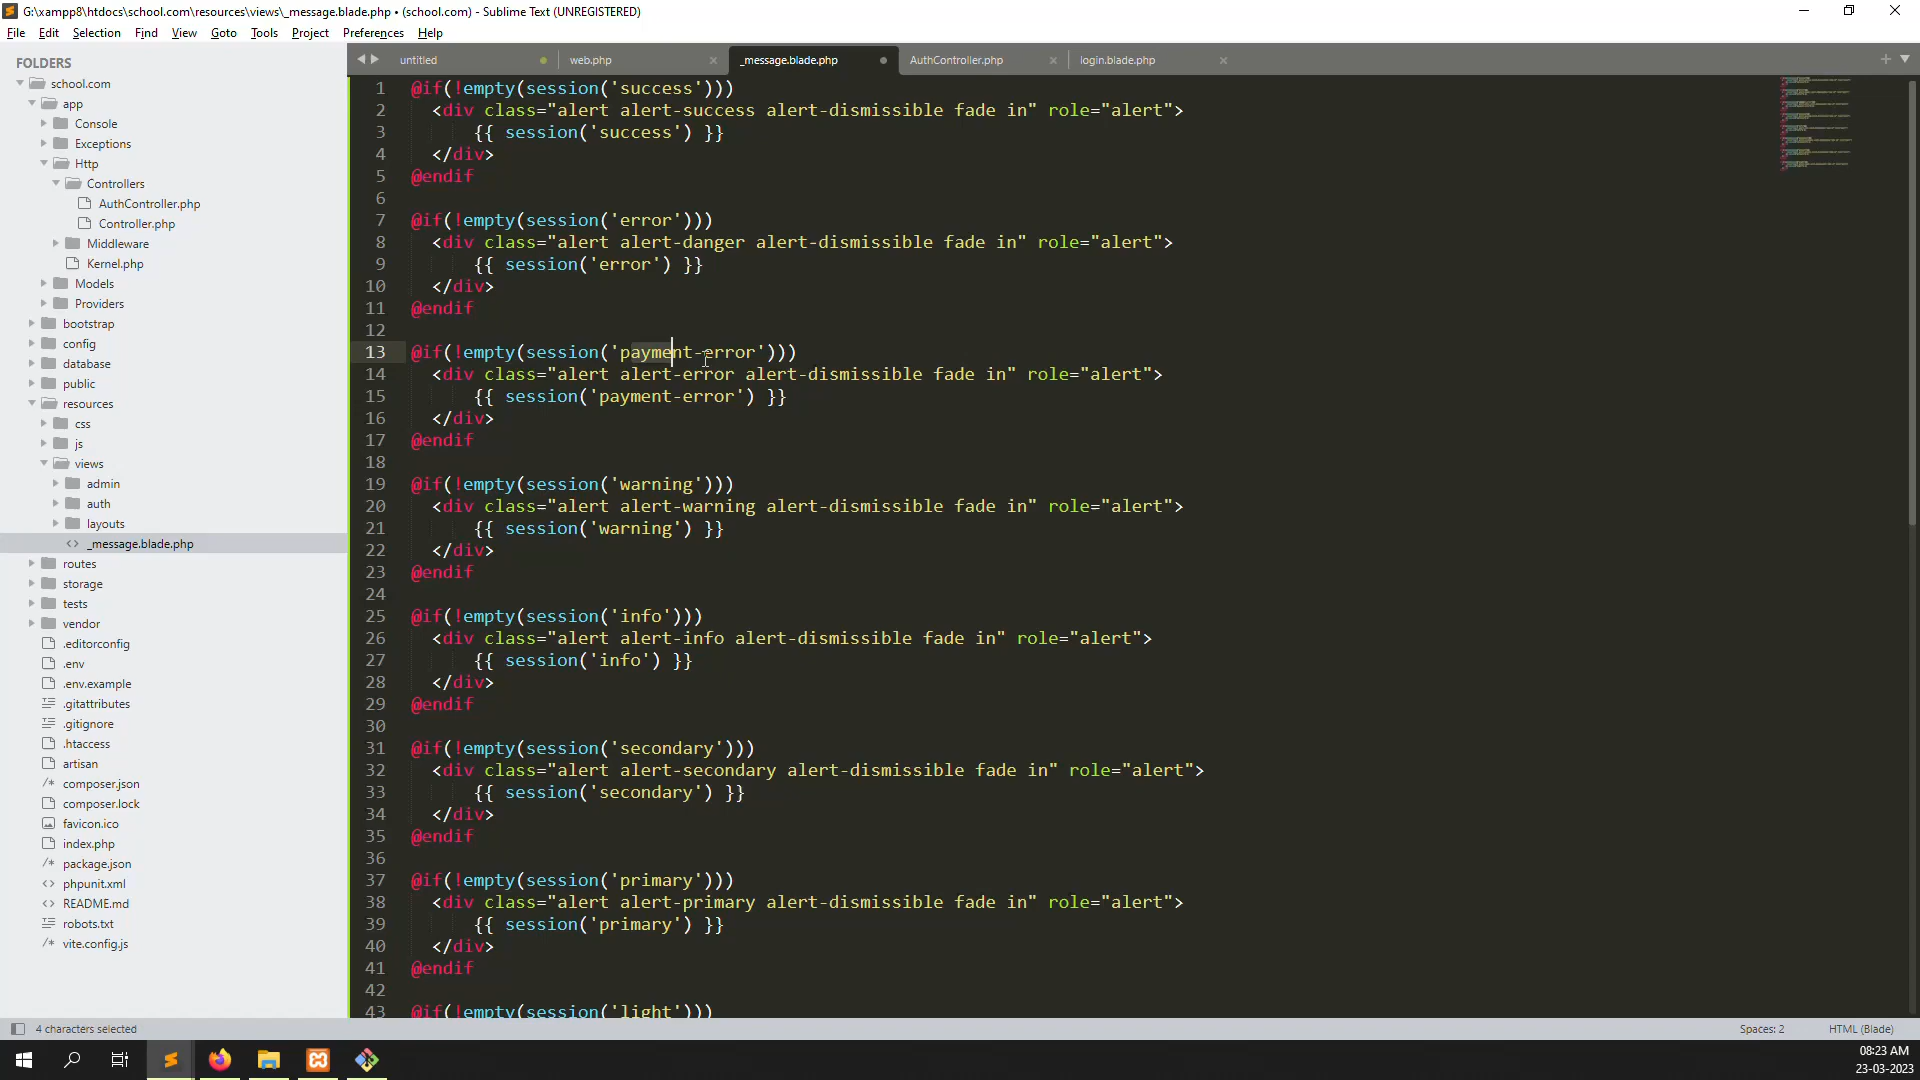 G:\xampp8\htdocs\school.com\resources\views\_message.blade.php • (school.com) - Sublime Text (UNREGISTERED)
File Edit Selection Find View Goto Tools Project Preferences Help
FOLDERS
school.com
app
Console
Exceptions
Http
Controllers
AuthController.php
Controller.php
Middleware
Kernel.php
Models
Providers
bootstrap
config
database
public
resources
css
js
views
admin
auth
layouts
<> _message.blade.php
routes
storage
tests
vendor
.editorconfig
.env
.env.example
.gitattributes
.gitignore
.htaccess
artisan
/* composer.json
composer.lock
favicon.ico
index.php
/* package.json
<> phpunit.xml
<> README.md
robots.txt
/* vite.config.js
untitled web.php _message.blade.php AuthController.php login.blade.php
1 @if(!empty(session('success')))
2 <div class="alert alert-success alert-dismissible fade in" role="alert">
3 {{ session('success') }}
4 </div>
5 @endif
6
7 @if(!empty(session('error')))
8 <div class="alert alert-danger alert-dismissible fade in" role="alert">
9 {{ session('error') }}
10 </div>
11 @endif
12
13 @if(!empty(session('payment-error')))
14 <div class="alert alert-error alert-dismissible fade in" role="alert">
15 {{ session('payment-error') }}
16 </div>
17 @endif
18
19 @if(!empty(session('warning')))
20 <div class="alert alert-warning alert-dismissible fade in" role="alert">
21 {{ session('warning') }}
22 </div>
23 @endif
24
25 @if(!empty(session('info')))
26 <div class="alert alert-info alert-dismissible fade in" role="alert">
27 {{ session('info') }}
28 </div>
29 @endif
30
31 @if(!empty(session('secondary')))
32 <div class="alert alert-secondary alert-dismissible fade in" role="alert">
33 {{ session('secondary') }}
34 </div>
35 @endif
36
37 @if(!empty(session('primary')))
38 <div class="alert alert-primary alert-dismissible fade in" role="alert">
39 {{ session('primary') }}
40 </div>
41 @endif
42
43 @if(!empty(session('light')))
4 characters selected Spaces: 2 HTML (Blade)
08:23 AM
23-03-2023